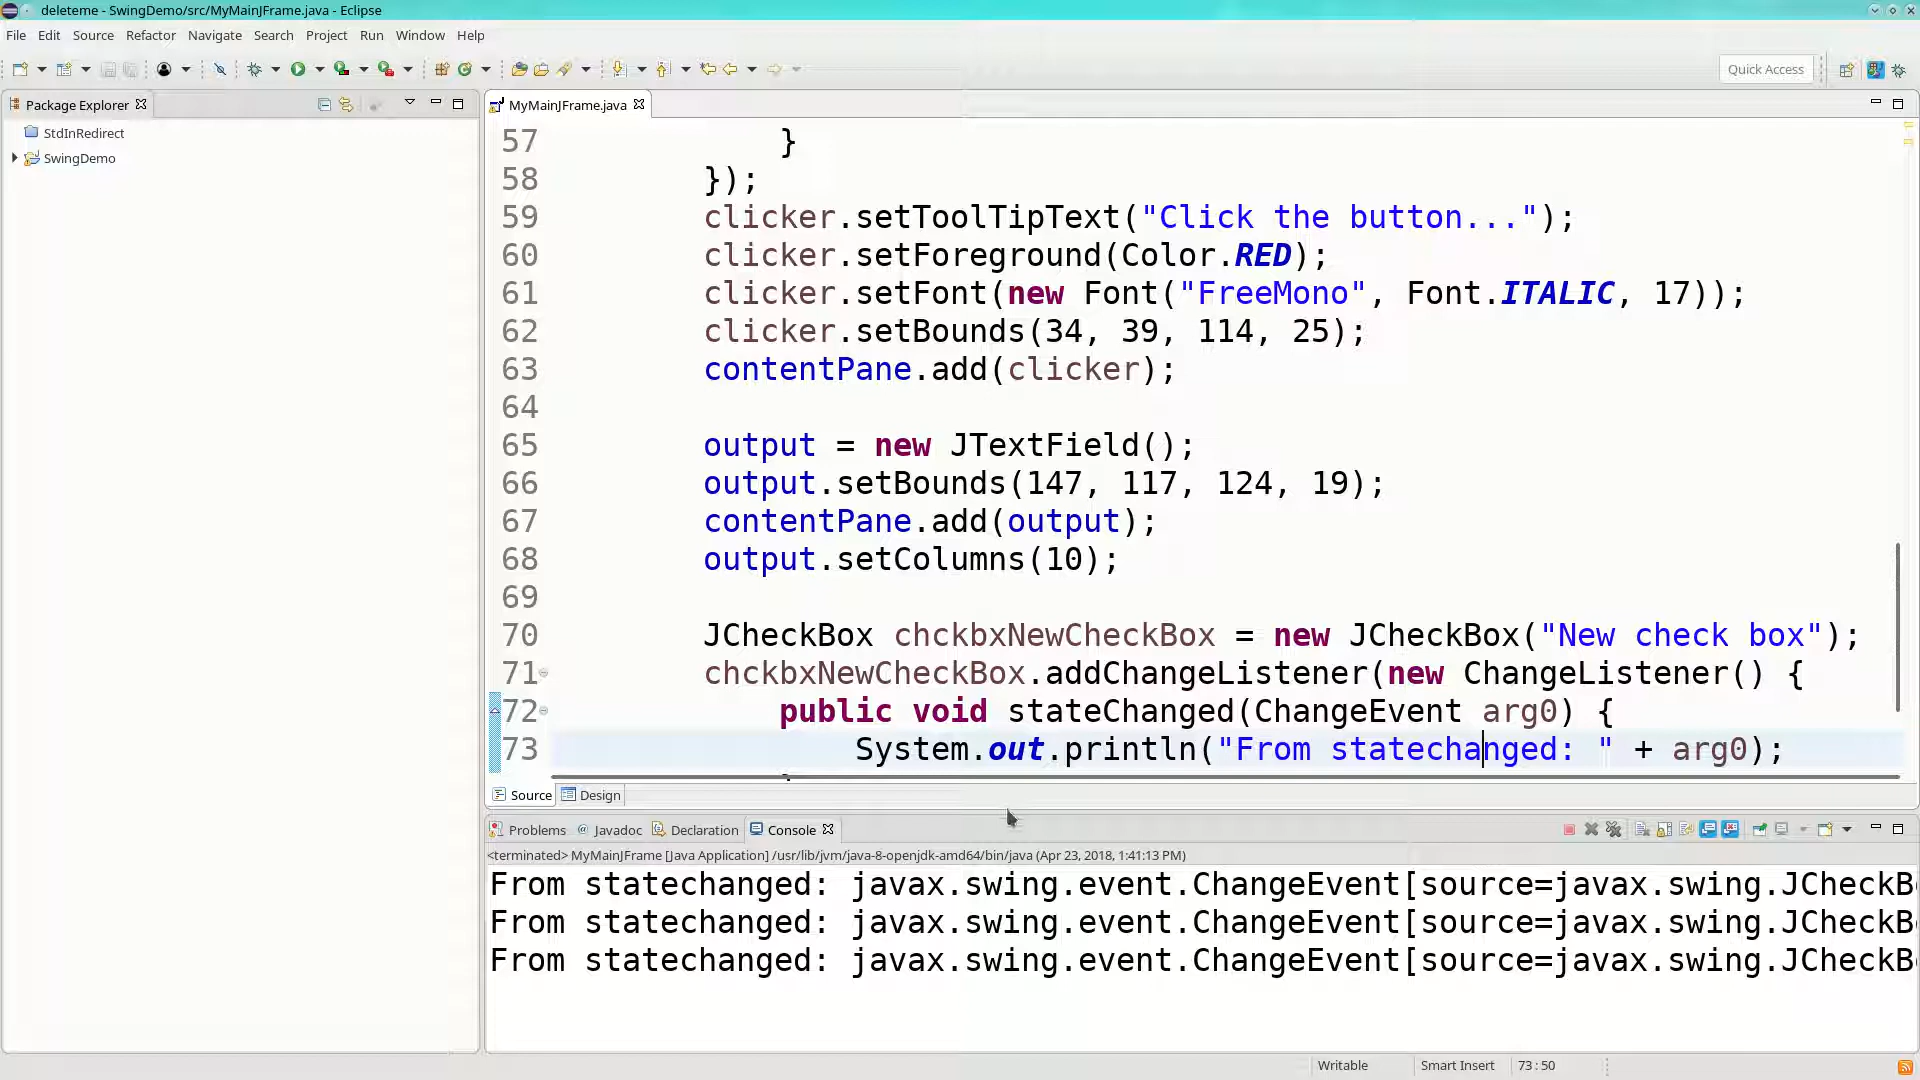 deleteme - SwingDemo/src/MyMainJFrame.java - Eclipse
File Edit Source Refactor Navigate Search Project Run Window Help
Quick Access
Package Explorer
StdInRedirect
SwingDemo
MyMainJFrame.java
57 }
58 });
59 clicker.setToolTipText("Click the button...");
60 clicker.setForeground(Color.RED);
61 clicker.setFont(new Font("FreeMono", Font.ITALIC, 17));
62 clicker.setBounds(34, 39, 114, 25);
63 contentPane.add(clicker);
64
65 output = new JTextField();
66 output.setBounds(147, 117, 124, 19);
67 contentPane.add(output);
68 output.setColumns(10);
69
70 JCheckBox chckbxNewCheckBox = new JCheckBox("New check box");
71 chckbxNewCheckBox.addChangeListener(new ChangeListener() {
72 public void stateChanged(ChangeEvent arg0) {
73 System.out.println("From statechanged: " + arg0);
Source Design
Problems Javadoc Declaration Console
<terminated> MyMainJFrame [Java Application] /usr/lib/jvm/java-8-openjdk-amd64/bin/java (Apr 23, 2018, 1:41:13 PM)
From statechanged: javax.swing.event.ChangeEvent[source=javax.swing.JCheckB
From statechanged: javax.swing.event.ChangeEvent[source=javax.swing.JCheckB
From statechanged: javax.swing.event.ChangeEvent[source=javax.swing.JCheckB
Writable Smart Insert 73 : 50